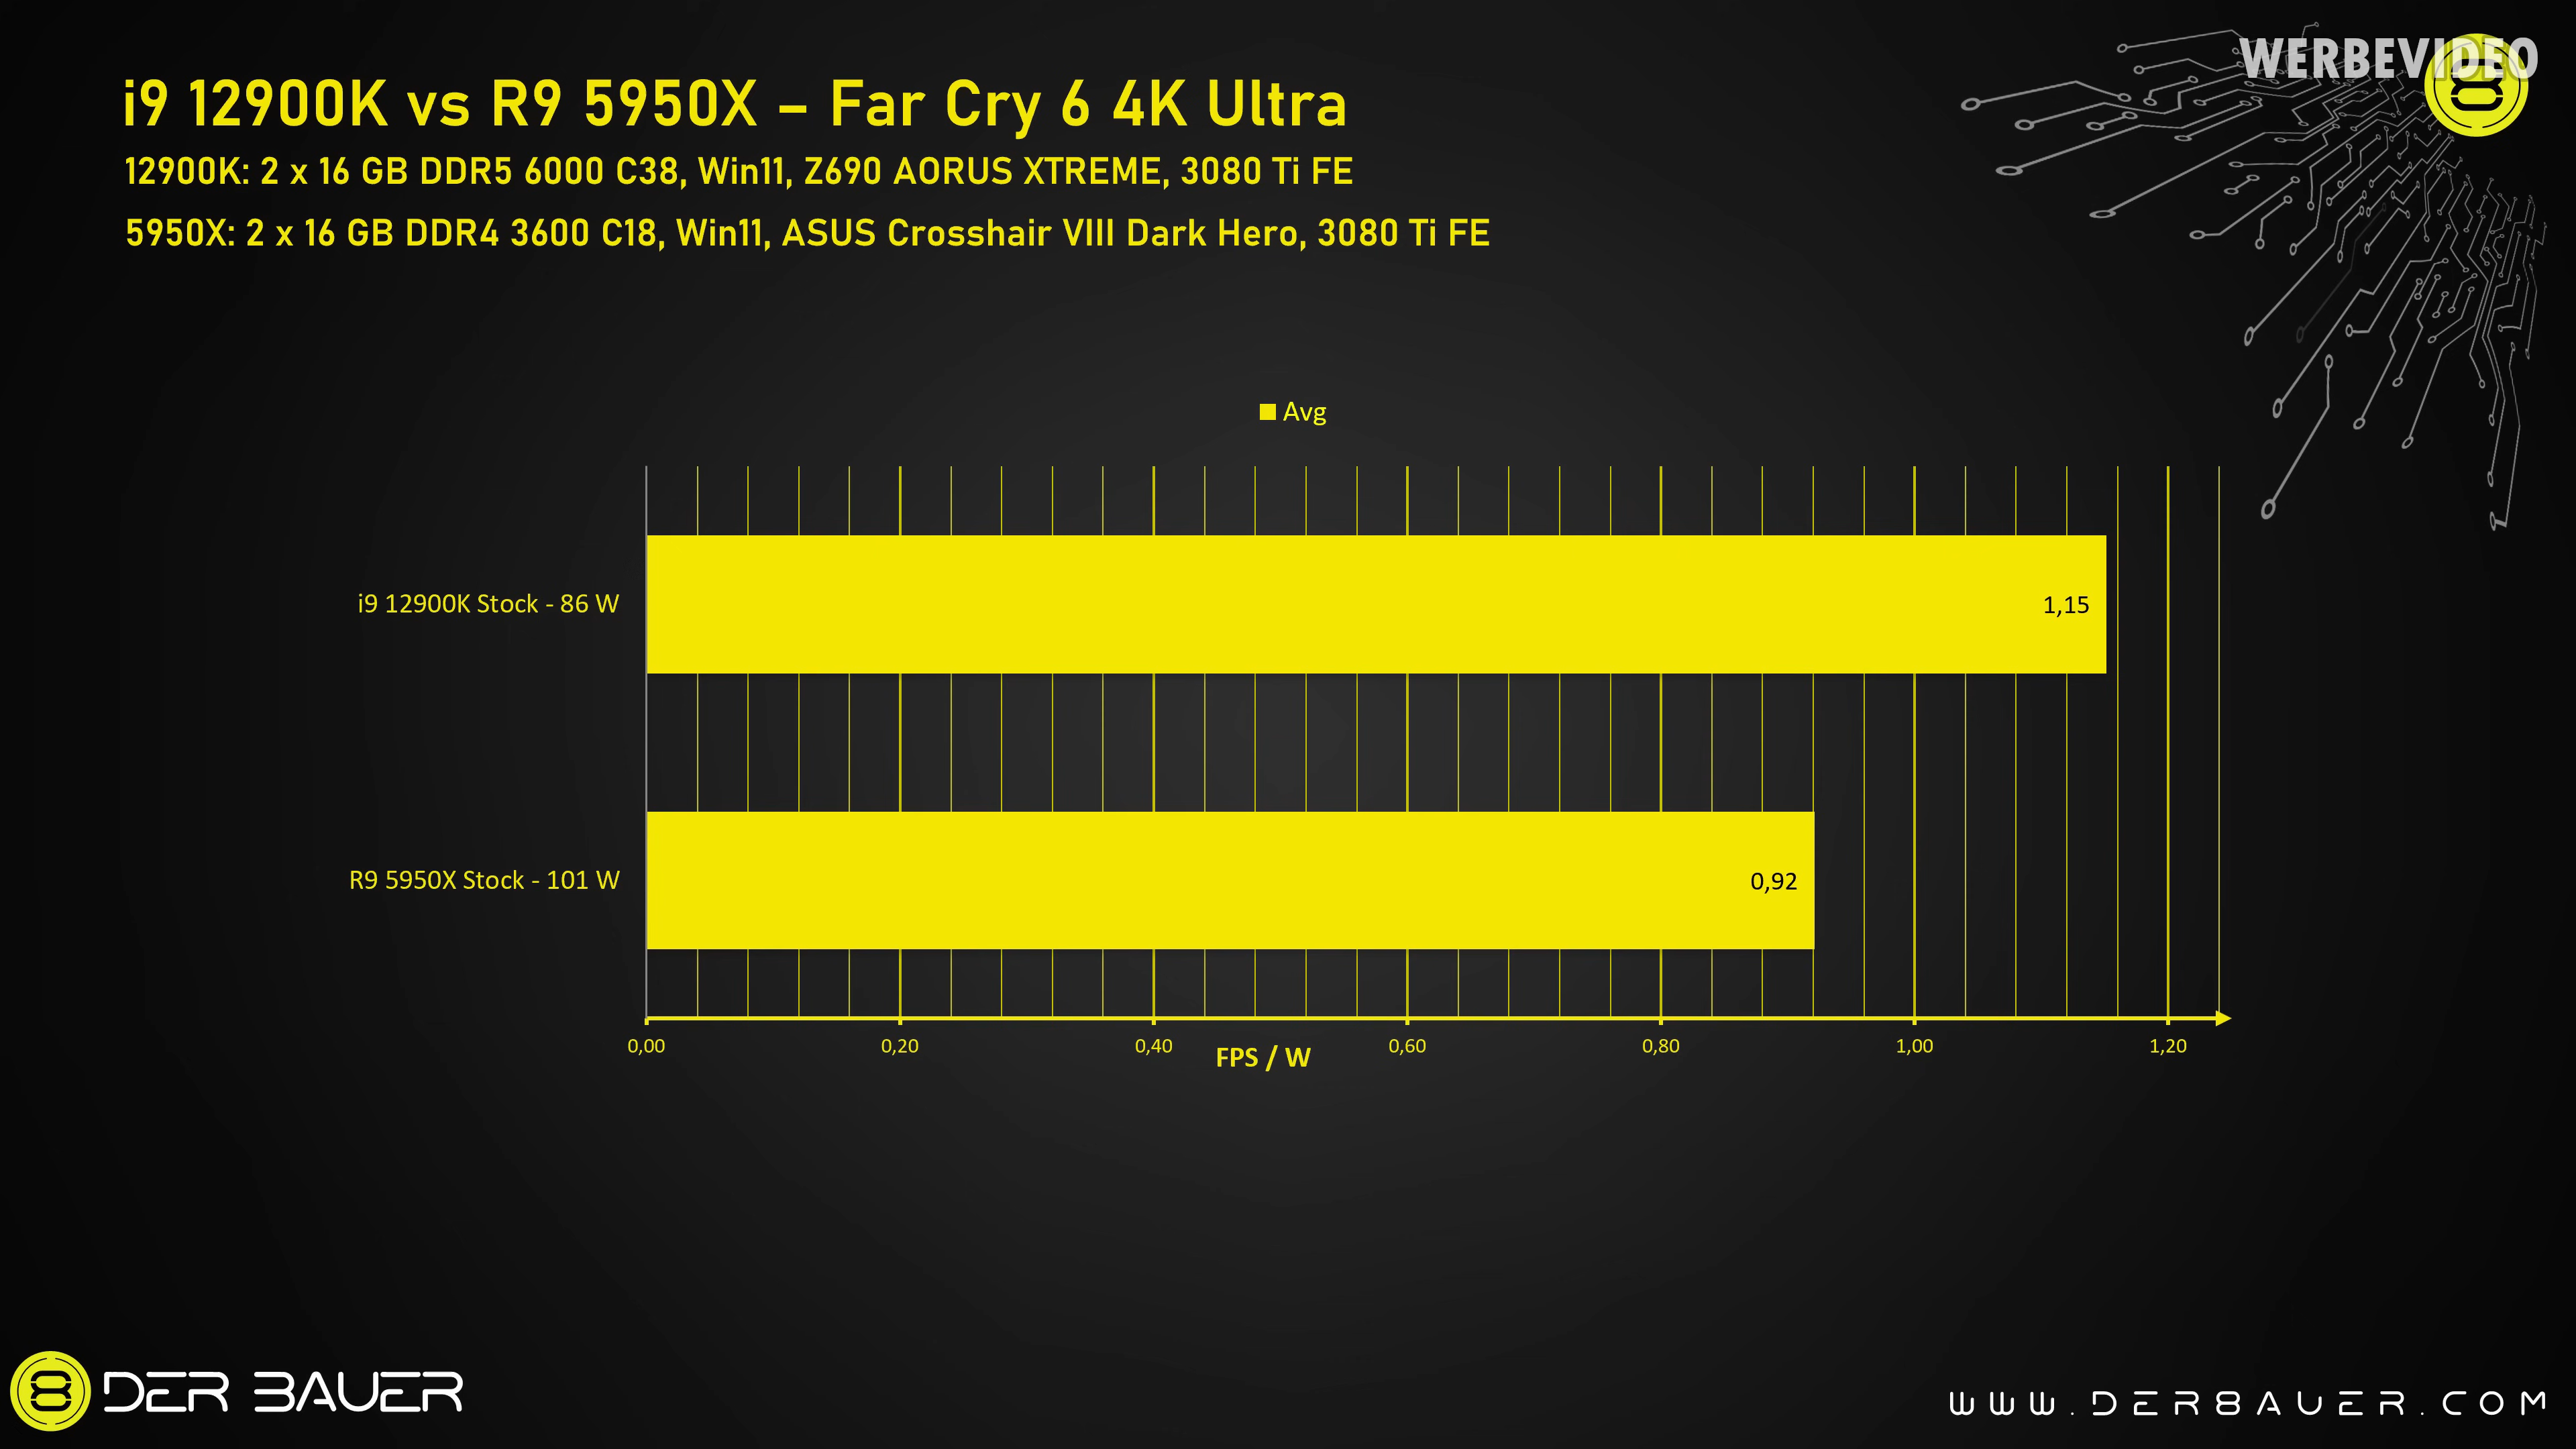 WERBEVIDEO
i9 12900K vs R9 5950X – Far Cry 6 4K Ultra
12900K: 2 x 16 GB DDR5 6000 C38, Win11, Z690 AORUS XTREME, 3080 Ti FE
5950X: 2 x 16 GB DDR4 3600 C18, Win11, ASUS Crosshair VIII Dark Hero, 3080 Ti FE
Avg
i9 12900K Stock - 86 W
1,15
R9 5950X Stock - 101 W
0,92
0,00 0,20 0,40 0,60 0,80 1,00 1,20
FPS / W
8 DER BAUER
WWW.DER8AUER.COM